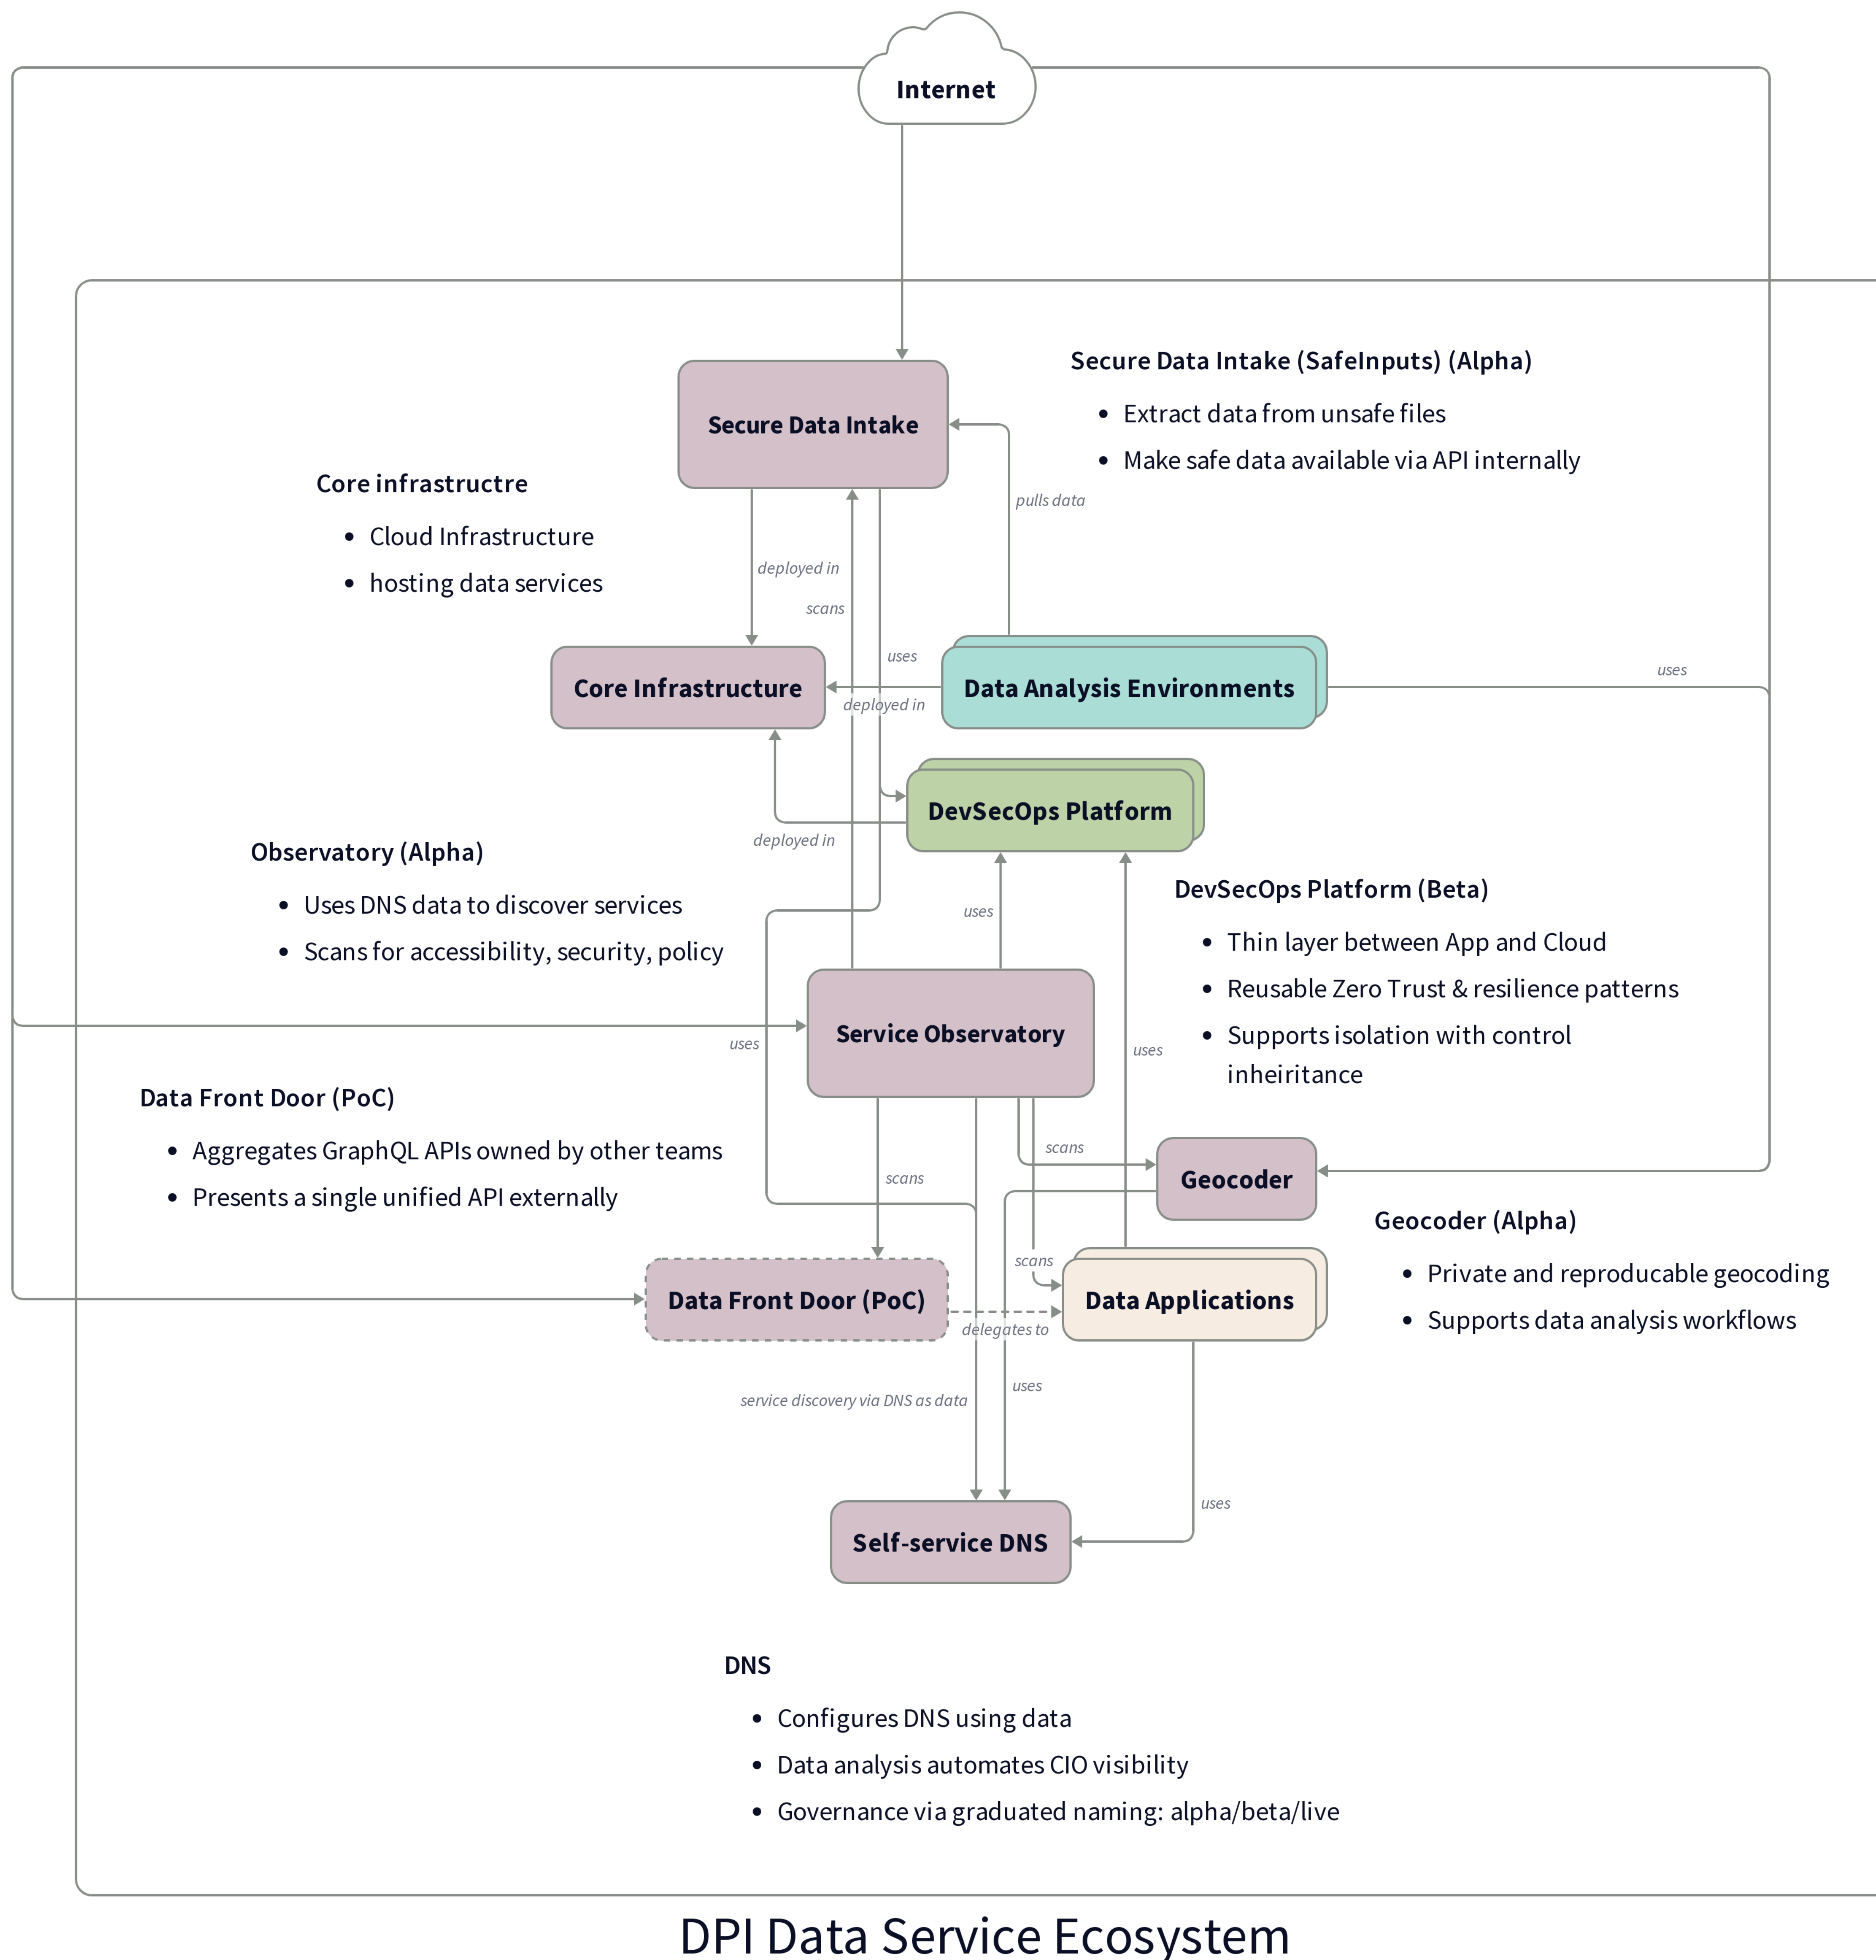 Internet
Secure Data Intake (SafeInputs) (Alpha)
• Extract data from unsafe files
• Make safe data available via API internally
Secure Data Intake
pulls data
Core infrastructre
• Cloud Infrastructure
• hosting data services
deployed in
scans
uses
Core Infrastructure
deployed in
Data Analysis Environments
uses
DevSecOps Platform
deployed in
Observatory (Alpha)
• Uses DNS data to discover services
• Scans for accessibility, security, policy
uses
DevSecOps Platform (Beta)
• Thin layer between App and Cloud
• Reusable Zero Trust & resilience patterns
• Supports isolation with control
inheiritance
Service Observatory
uses
uses
Data Front Door (PoC)
• Aggregates GraphQL APIs owned by other teams
• Presents a single unified API externally
scans
scans
Geocoder
Geocoder (Alpha)
• Private and reproducable geocoding
• Supports data analysis workflows
scans
Data Front Door (PoC)
delegates to
Data Applications
service discovery via DNS as data
uses
uses
Self-service DNS
DNS
• Configures DNS using data
• Data analysis automates CIO visibility
• Governance via graduated naming: alpha/beta/live
DPI Data Service Ecosystem